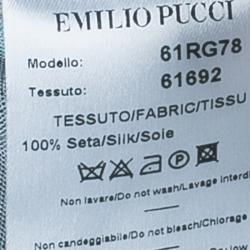 EMILIO PUCCI
Modello: 61RG78
Tessuto: 61692
TESSUTO/FABRIC/TISSU
100% Seta/Silk/Soie
P
Non lavare/Do not wash/Lavage interdi
Non candeggiabile/Do not bleach/Chlorage